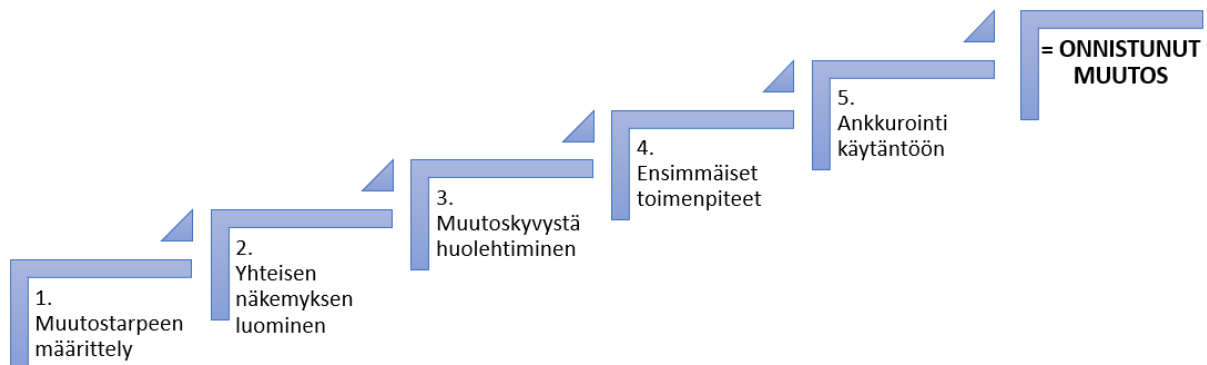 1.
Muutostarpeen
määrittely
2.
Yhteisen
näkemyksen
luominen
3.
Muutoskyvystä
huolehtiminen
4.
Ensimmäiset
toimenpiteet
5.
Ankkurointi
käytäntöön
= ONNISTUNUT
MUUTOS